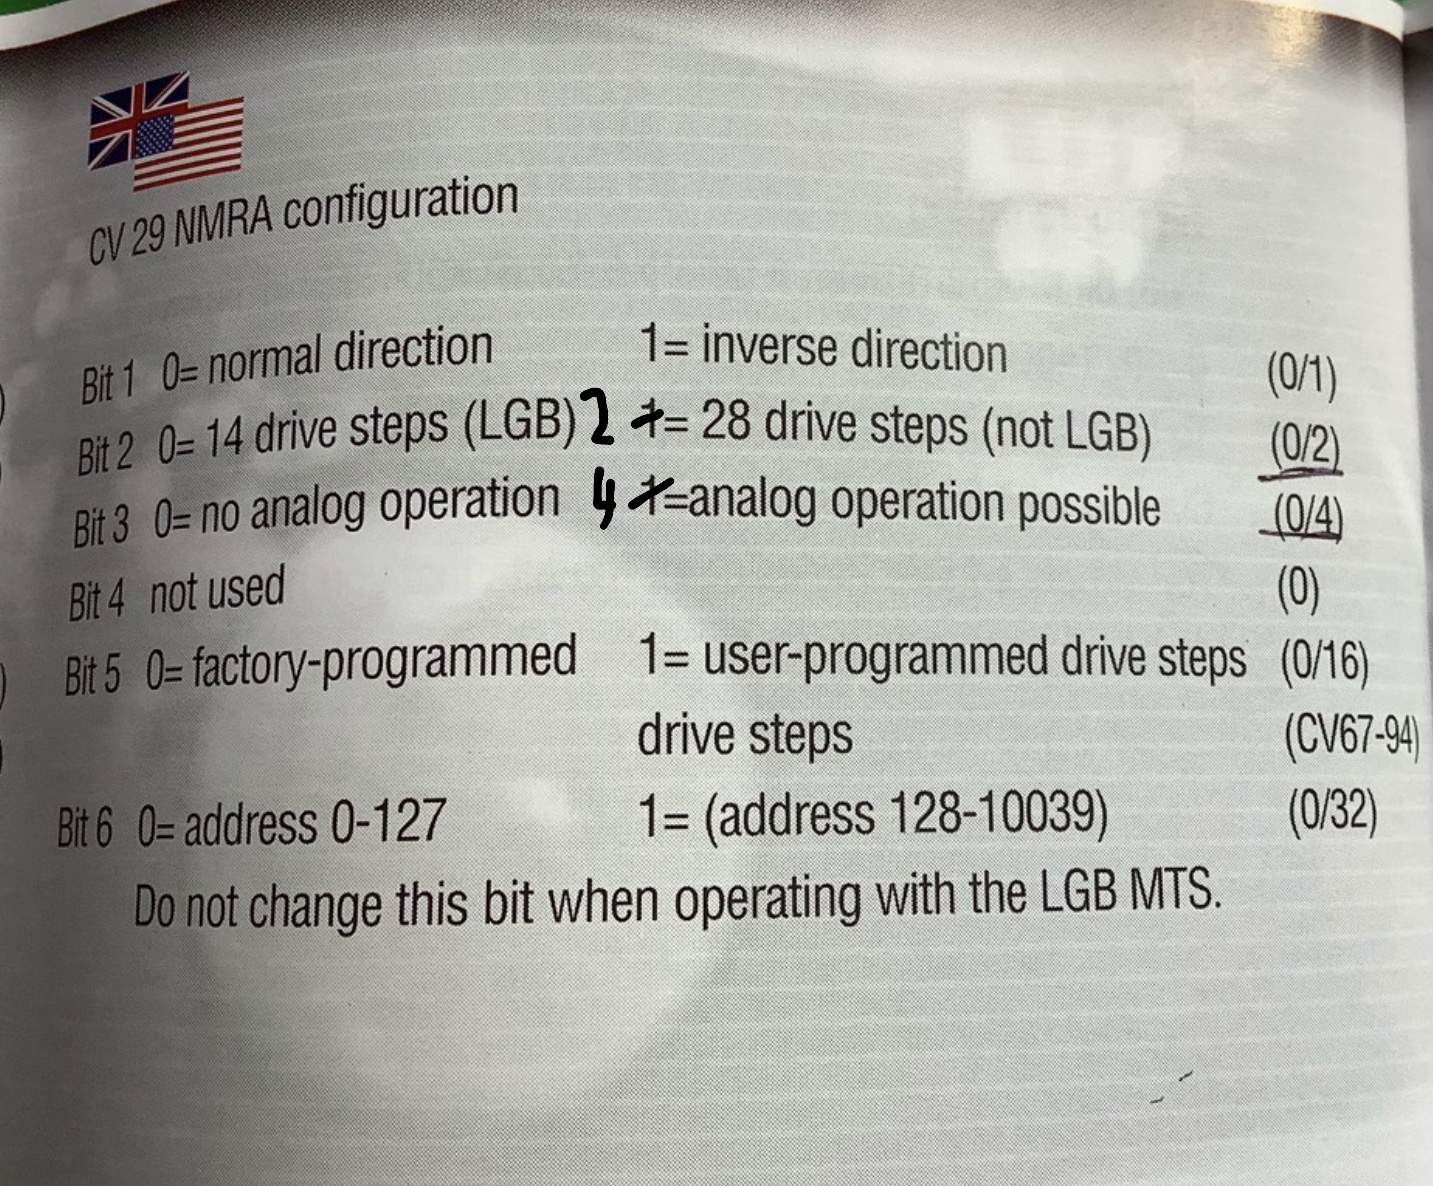 CV 29 NMRA configuration
Bit 1 0= normal direction 1= inverse direction (0/1)
Bit 2 0= 14 drive steps (LGB) 2 1= 28 drive steps (not LGB) (0/2)
Bit 3 0= no analog operation 4 1=analog operation possible (0/4)
Bit 4 not used (0)
Bit 5 0= factory-programmed 1= user-programmed drive steps (0/16)
drive steps (CV67-94)
Bit 6 0= address 0-127 1= (address 128-10039) (0/32)
Do not change this bit when operating with the LGB MTS.